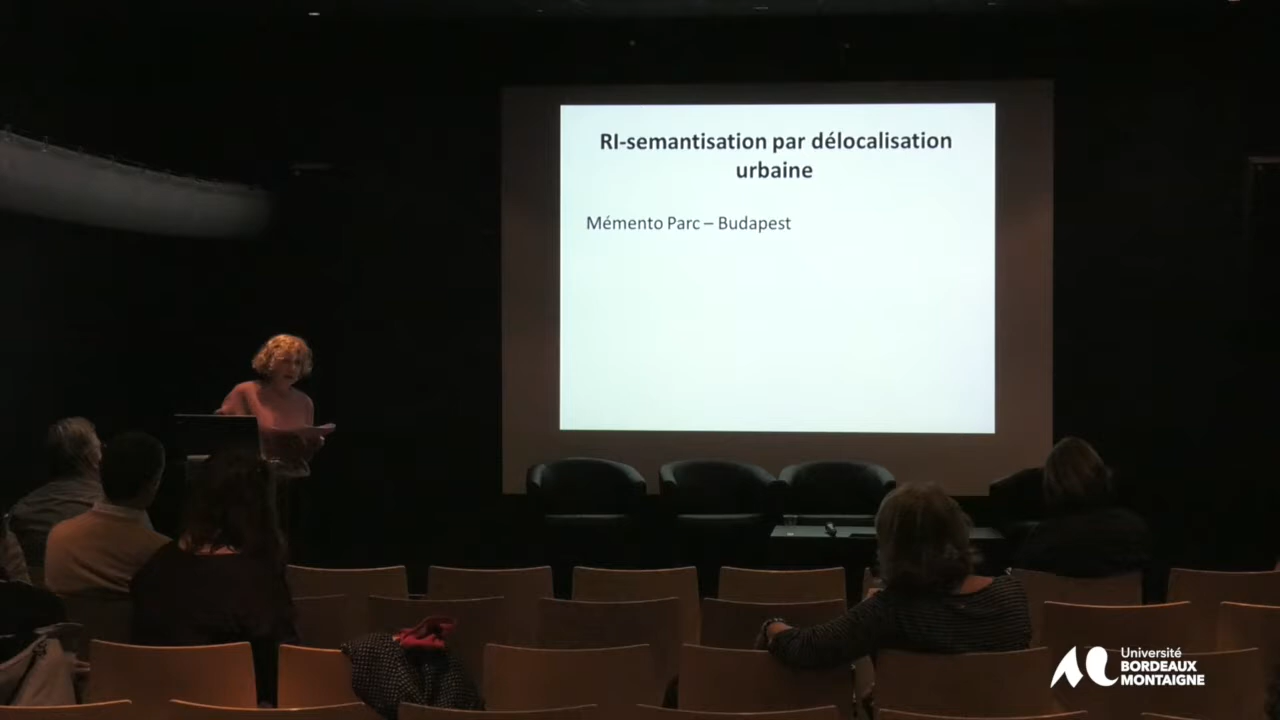 RI-semantisation par délocalisation
urbaine
Mémento Parc – Budapest
Université
BORDEAUX
MONTAIGNE